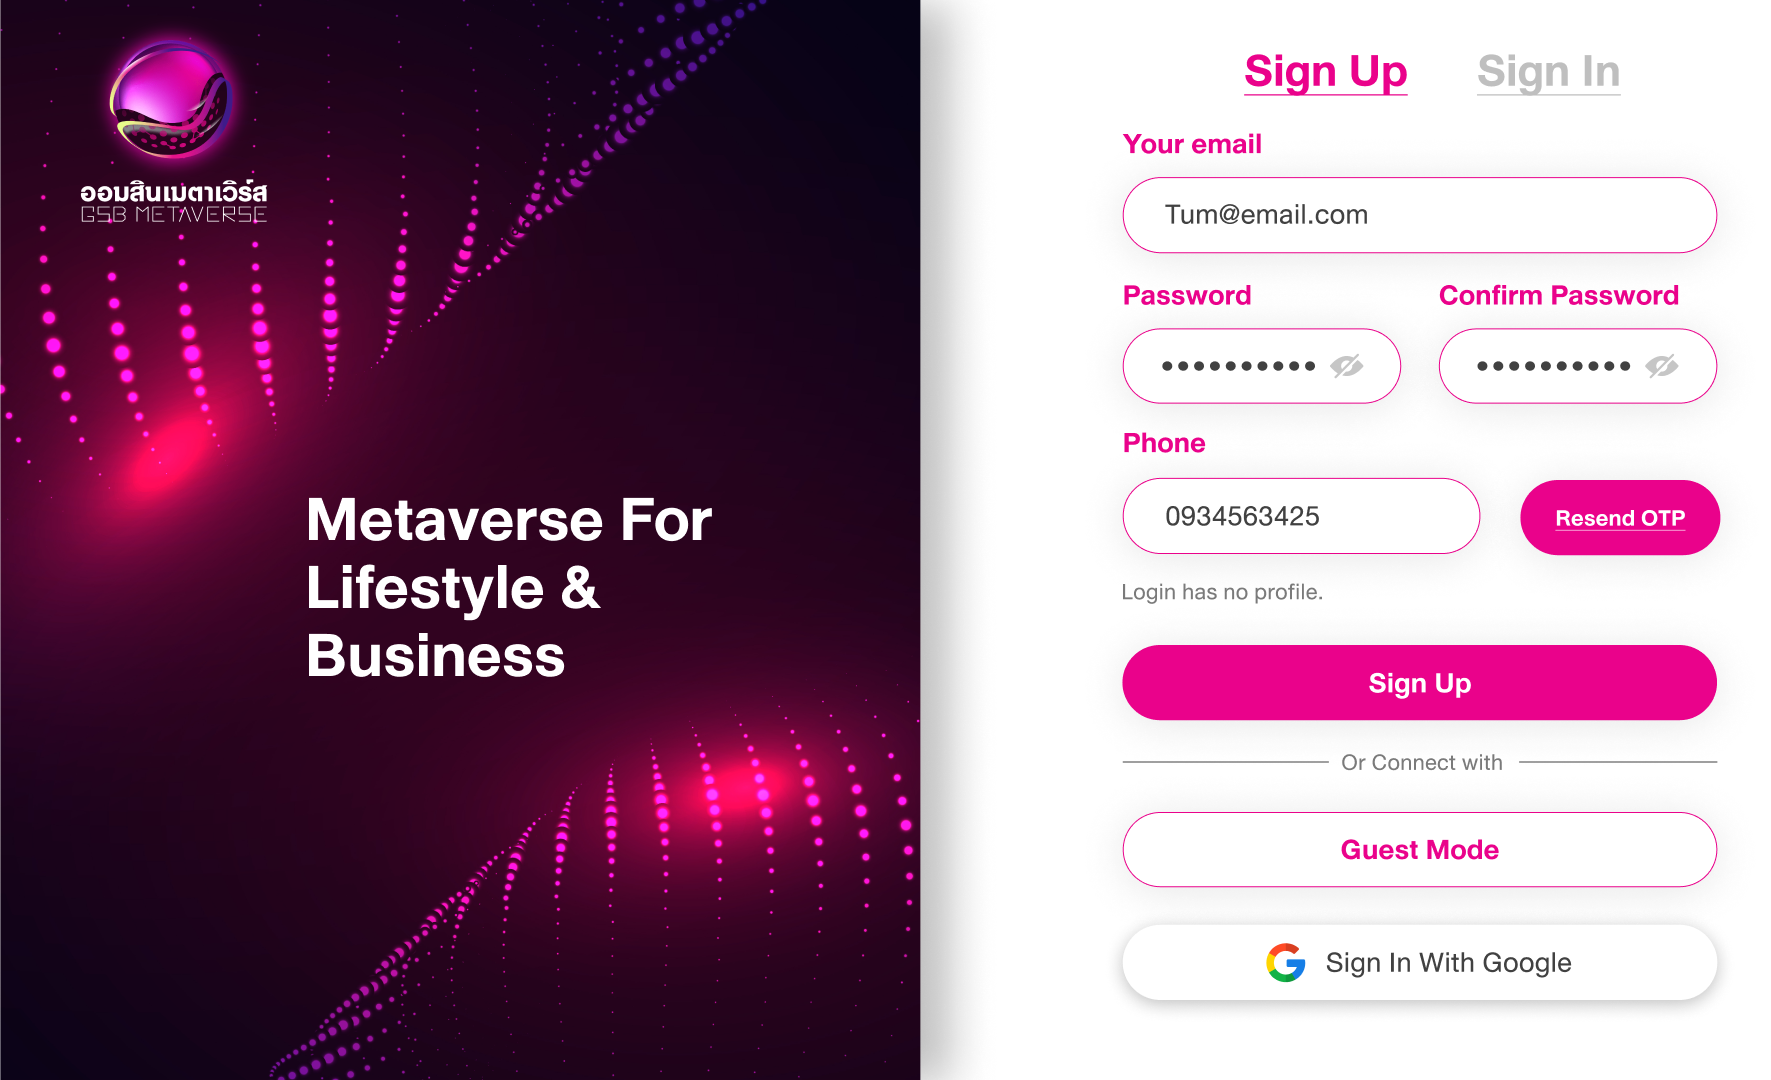 ออมสินเมตาเวิร์ส
GSB METAVERSE
Metaverse For
Lifestyle &
Business
Sign Up
Sign In
Your email
Tum@email.com
Password
Confirm Password
••••••••••
••••••••••
Phone
0934563425
Resend OTP
Login has no profile.
Sign Up
Or Connect with
Guest Mode
Sign In With Google